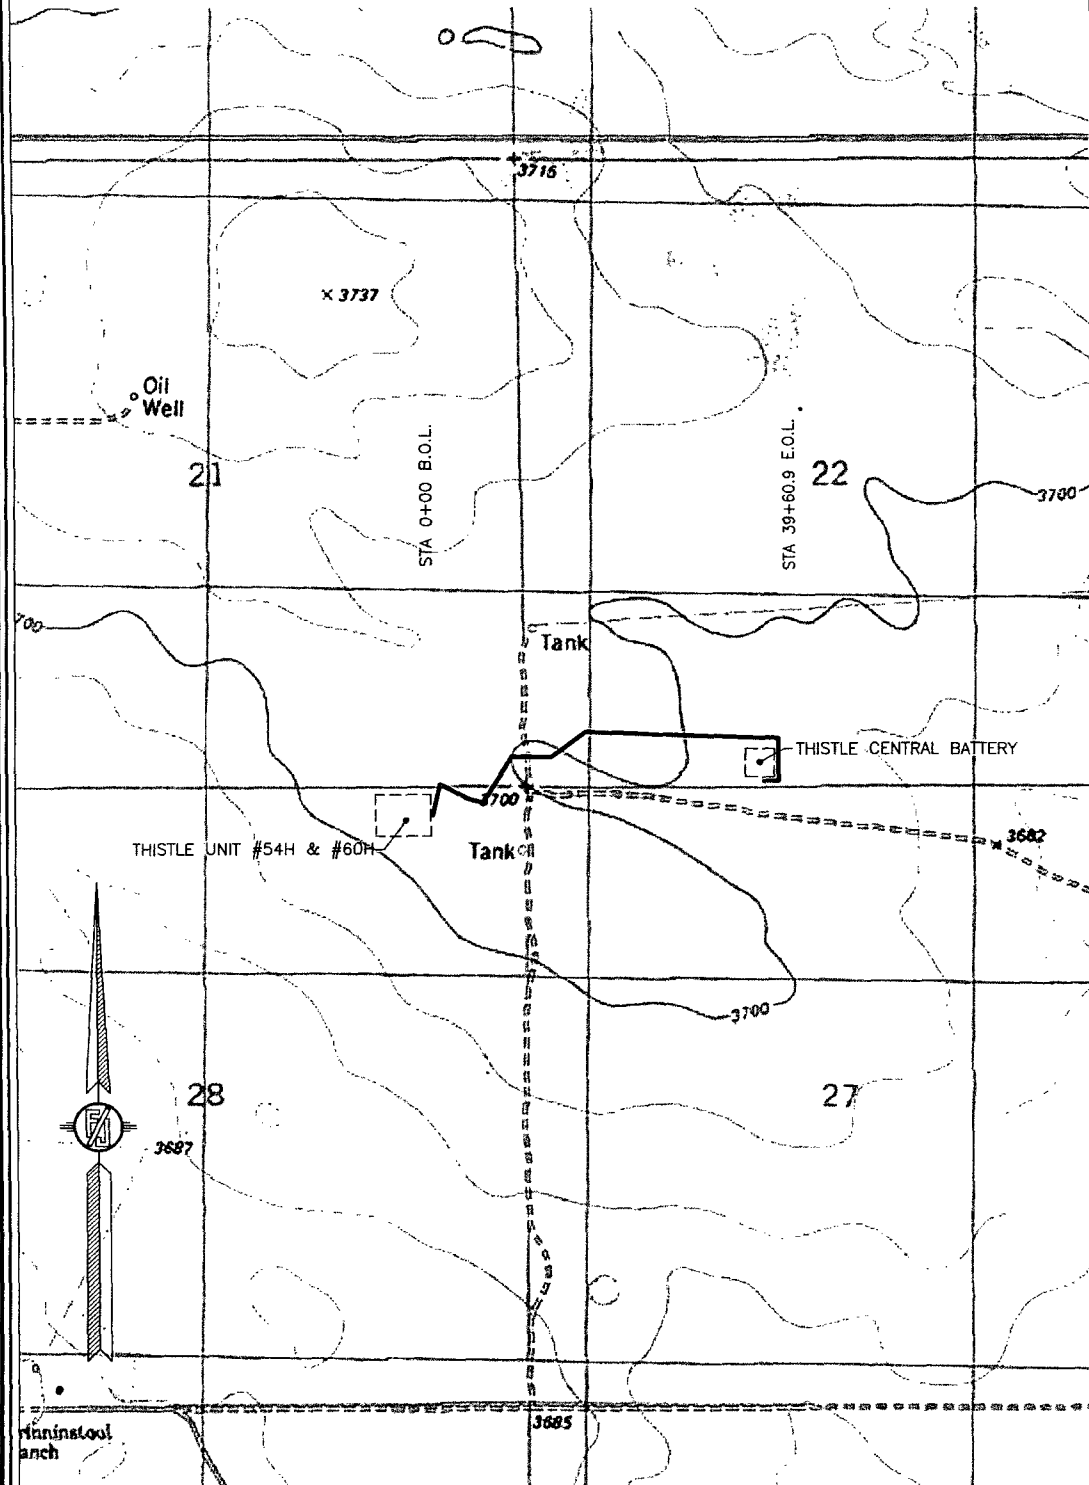 3716
× 3737
Oil
Well
21
STA 0+00 B.O.L.
STA 39+60.9 E.O.L.
22
3700
700
Tank
THISTLE CENTRAL BATTERY
3700
3682
THISTLE UNIT #54H & #60H
Tank
3700
28
27
3687
3685
anch